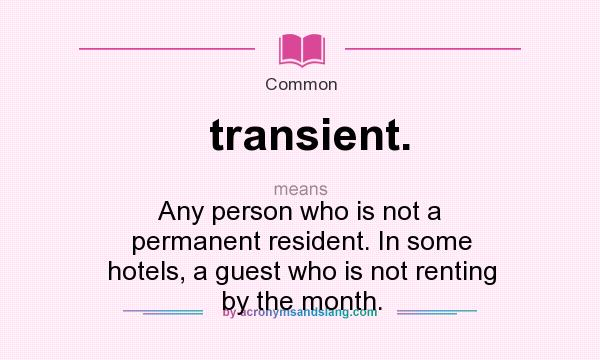 Common
transient.
means
Any person who is not a
permanent resident. In some
hotels, a guest who is not renting
by the month.
by acronymsandslang.com